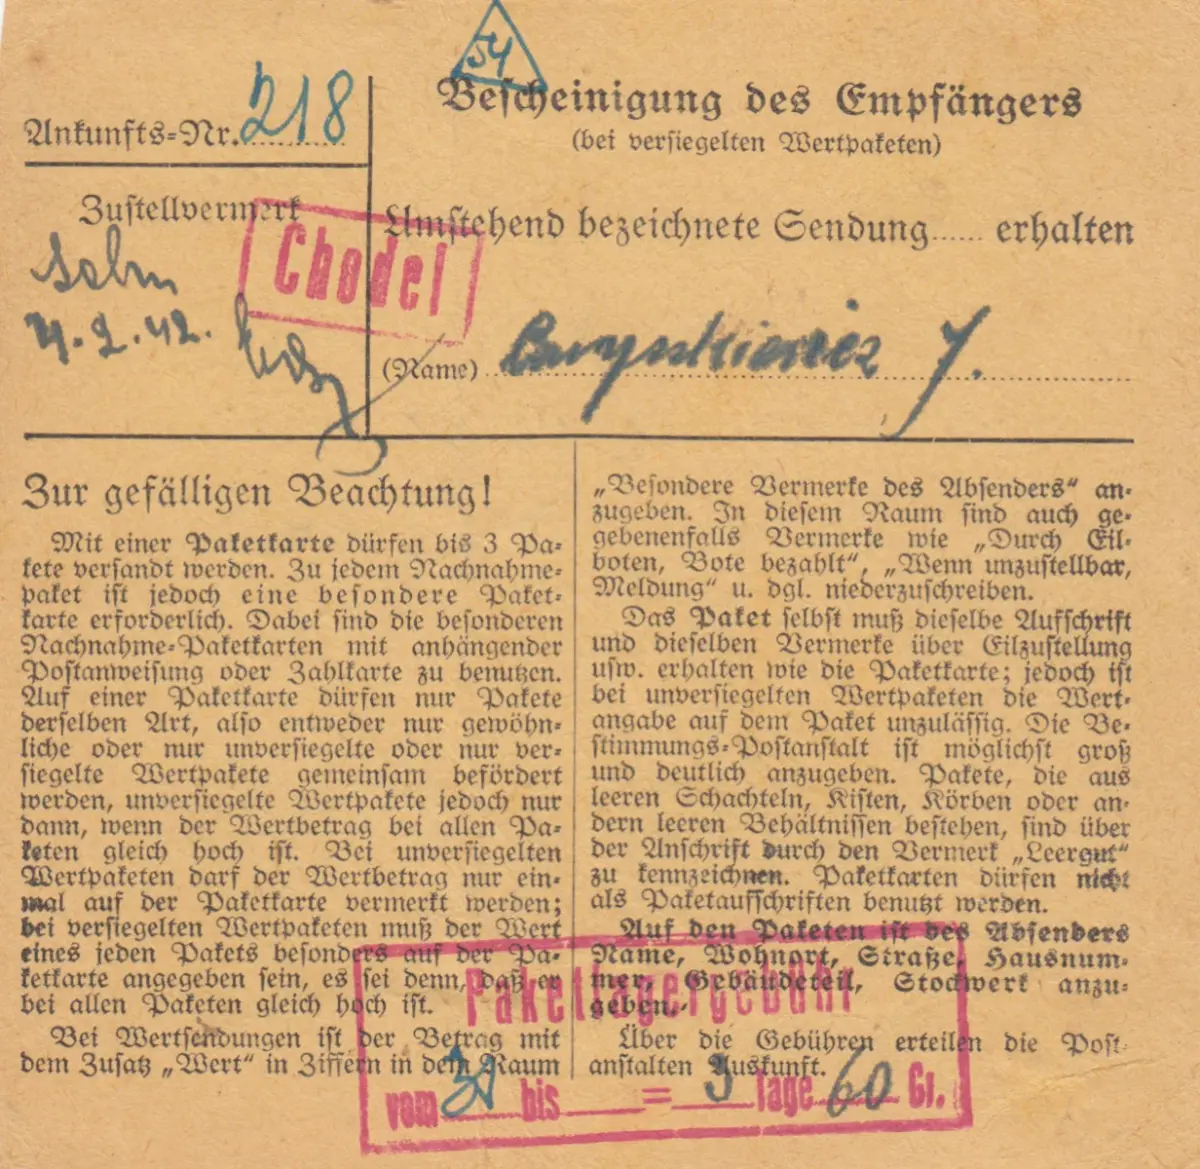 54
Bescheinigung des Empfängers
(bei versiegelten Wertpaketen)
Ankunfts-Nr. 218
Zustellvermerk
Chodel
4.2.42.
Umstehend bezeichnete Sendung...... erhalten
(Name)
J.
Zur gefälligen Beachtung!
Mit einer Paketkarte dürfen bis 3 Pa-
kete versandt werden. Zu jedem Nachnahme-
paket ist jedoch eine besondere Paket-
karte erforderlich. Dabei sind die besonderen
Nachnahme-Paketkarten mit anhängender
Postanweisung oder Zahlkarte zu benutzen.
Auf einer Paketkarte dürfen nur Pakete
derselben Art, also entweder nur gewöhn-
liche oder nur unversiegelte oder nur ver-
siegelte Wertpakete gemeinsam befördert
werden, unversiegelte Wertpakete jedoch nur
dann, wenn der Wertbetrag bei allen Pa-
keten gleich hoch ist. Bei unversiegelten
Wertpaketen darf der Wertbetrag nur ein-
mal auf der Paketkarte vermerkt werden;
bei versiegelten Wertpaketen muß der Wert
eines jeden Pakets besonders auf der Pa-
ketkarte angegeben sein, es sei denn, daß er
bei allen Paketen gleich hoch ist.
Bei Wertsendungen ist der Betrag mit
dem Zusatz „Wert“ in Ziffern in dem Raum
„Besondere Vermerke des Absenders“ an-
zugeben. In diesem Raum sind auch ge-
gebenenfalls Vermerke wie „Durch Eil-
boten, Bote bezahlt“, „Wenn unzustellbar,
Meldung“ u. dgl. niederzuschreiben.
Das Paket selbst muß dieselbe Aufschrift
und dieselben Vermerke über Eilzustellung
usw. erhalten wie die Paketkarte; jedoch ist
bei unversiegelten Wertpaketen die Wert-
angabe auf dem Paket unzulässig. Die Be-
stimmungs-Postanstalt ist möglichst groß
und deutlich anzugeben. Pakete, die aus
leeren Schachteln, Kisten, Körben oder an-
dern leeren Behältnissen bestehen, sind über
der Anschrift durch den Vermerk „Leergut“
zu kennzeichnen. Paketkarten dürfen nicht
als Paketaufschriften benutzt werden.
Auf den Paketen ist des Absenders
Name, Wohnort, Straße, Hausnum-
mer, Gebäudeteil, Stockwerk anzu-
geben.
Über die Gebühren erteilen die Post-
anstalten Auskunft.
Paketlagergebühr
vom bis = 3 Tage 60 Gr.